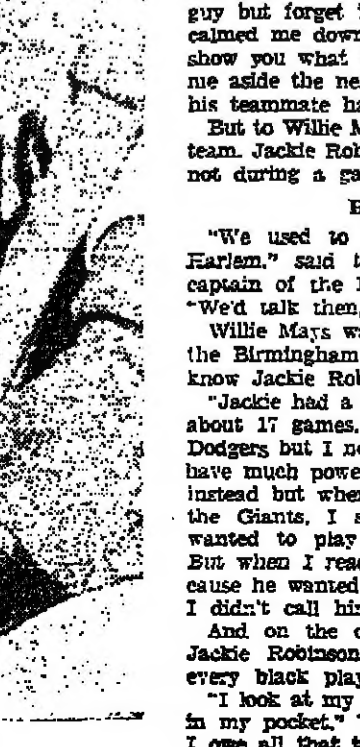 guy but forget
calmed me down
show you what
me aside the ne
his teammate ha
But to Willie M
team. Jackie Rob
not during a ga
"We used to
Harlem," said t
captain of the
"We'd talk then,
Willie Mays wa
the Birmingham
know Jackie Rob
"Jackie had a
about 17 games.
Dodgers but I ne
have much powe
instead but whe
the Giants, I s
wanted to play
But when I read
cause he wanted
I didn't call hi
And on the
Jackie Robinson
every black play
"I look at my
in my pocket."
I owe all that t